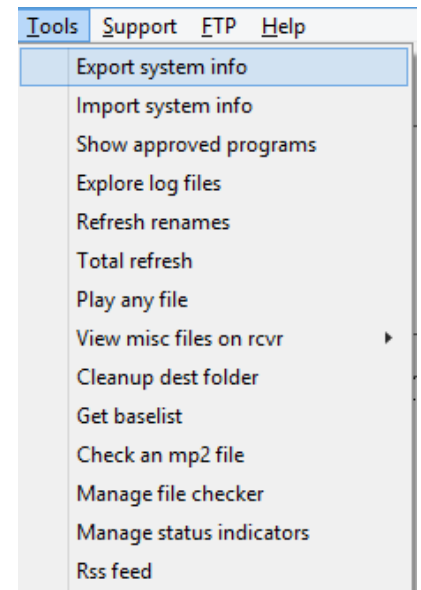 Tools Support FTP Help
Export system info
Import system info
Show approved programs
Explore log files
Refresh renames
Total refresh
Play any file
View misc files on rcvr
Cleanup dest folder
Get baselist
Check an mp2 file
Manage file checker
Manage status indicators
Rss feed